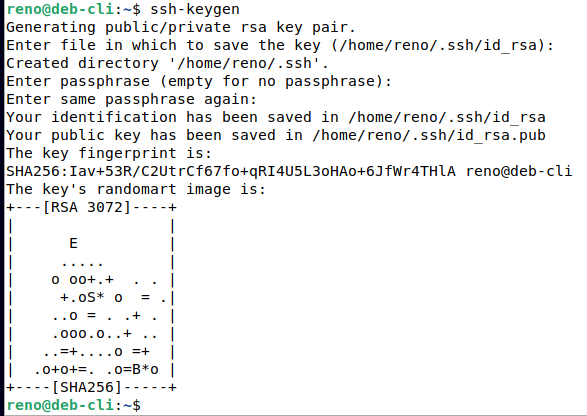 reno@deb-cli:~$ ssh-keygen
Generating public/private rsa key pair.
Enter file in which to save the key (/home/reno/.ssh/id_rsa):
Created directory '/home/reno/.ssh'.
Enter passphrase (empty for no passphrase):
Enter same passphrase again:
Your identification has been saved in /home/reno/.ssh/id_rsa
Your public key has been saved in /home/reno/.ssh/id_rsa.pub
The key fingerprint is:
SHA256:Iav+53R/C2UtrCf67fo+qRI4U5L3oHAo+6JfWr4THlA reno@deb-cli
The key's randomart image is:
+---[RSA 3072]----+
|                 |
|      E          |
|     .....       |
|    o oo+.+  . . |
|     +.oS* o  = .|
|    ..o = . .+ . |
|    .ooo.o..+ .. |
|   ..=+....o =+  |
|  .o+o+=. .o=B*o |
+----[SHA256]-----+
reno@deb-cli:~$